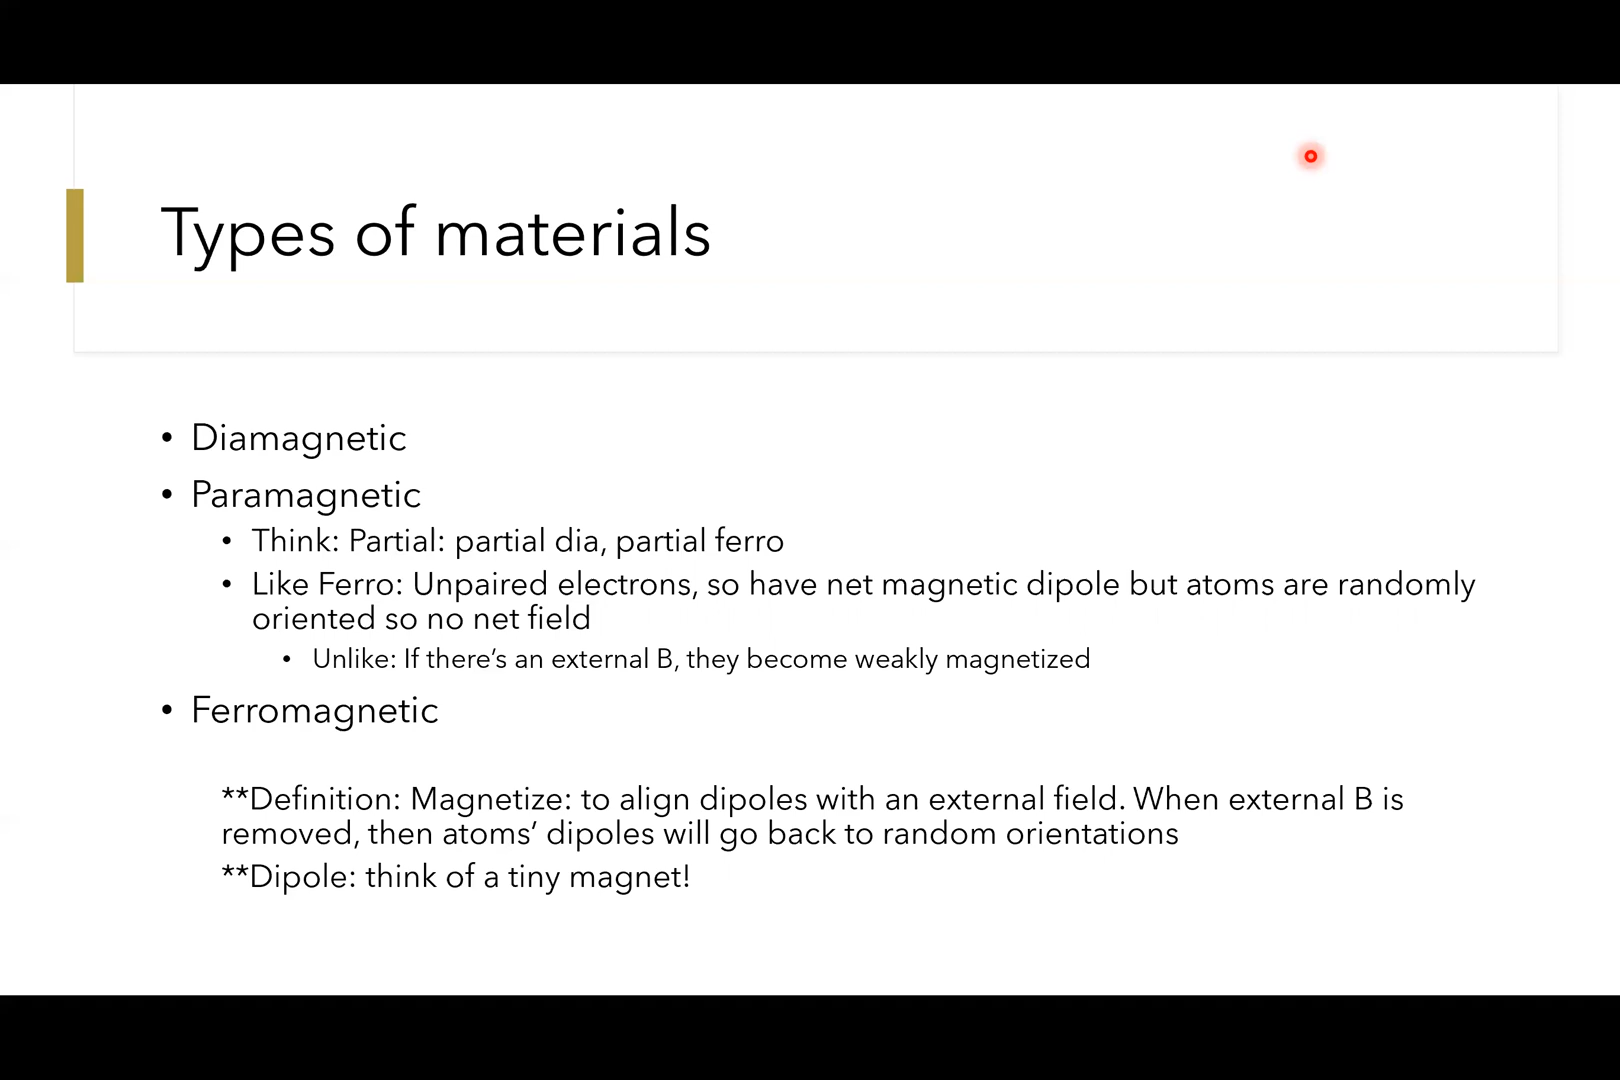 Types of materials
• Diamagnetic
• Paramagnetic
• Think: Partial: partial dia, partial ferro
• Like Ferro: Unpaired electrons, so have net magnetic dipole but atoms are randomly
oriented so no net field
• Unlike: If there’s an external B, they become weakly magnetized
• Ferromagnetic
**Definition: Magnetize: to align dipoles with an external field. When external B is
removed, then atoms’ dipoles will go back to random orientations
**Dipole: think of a tiny magnet!